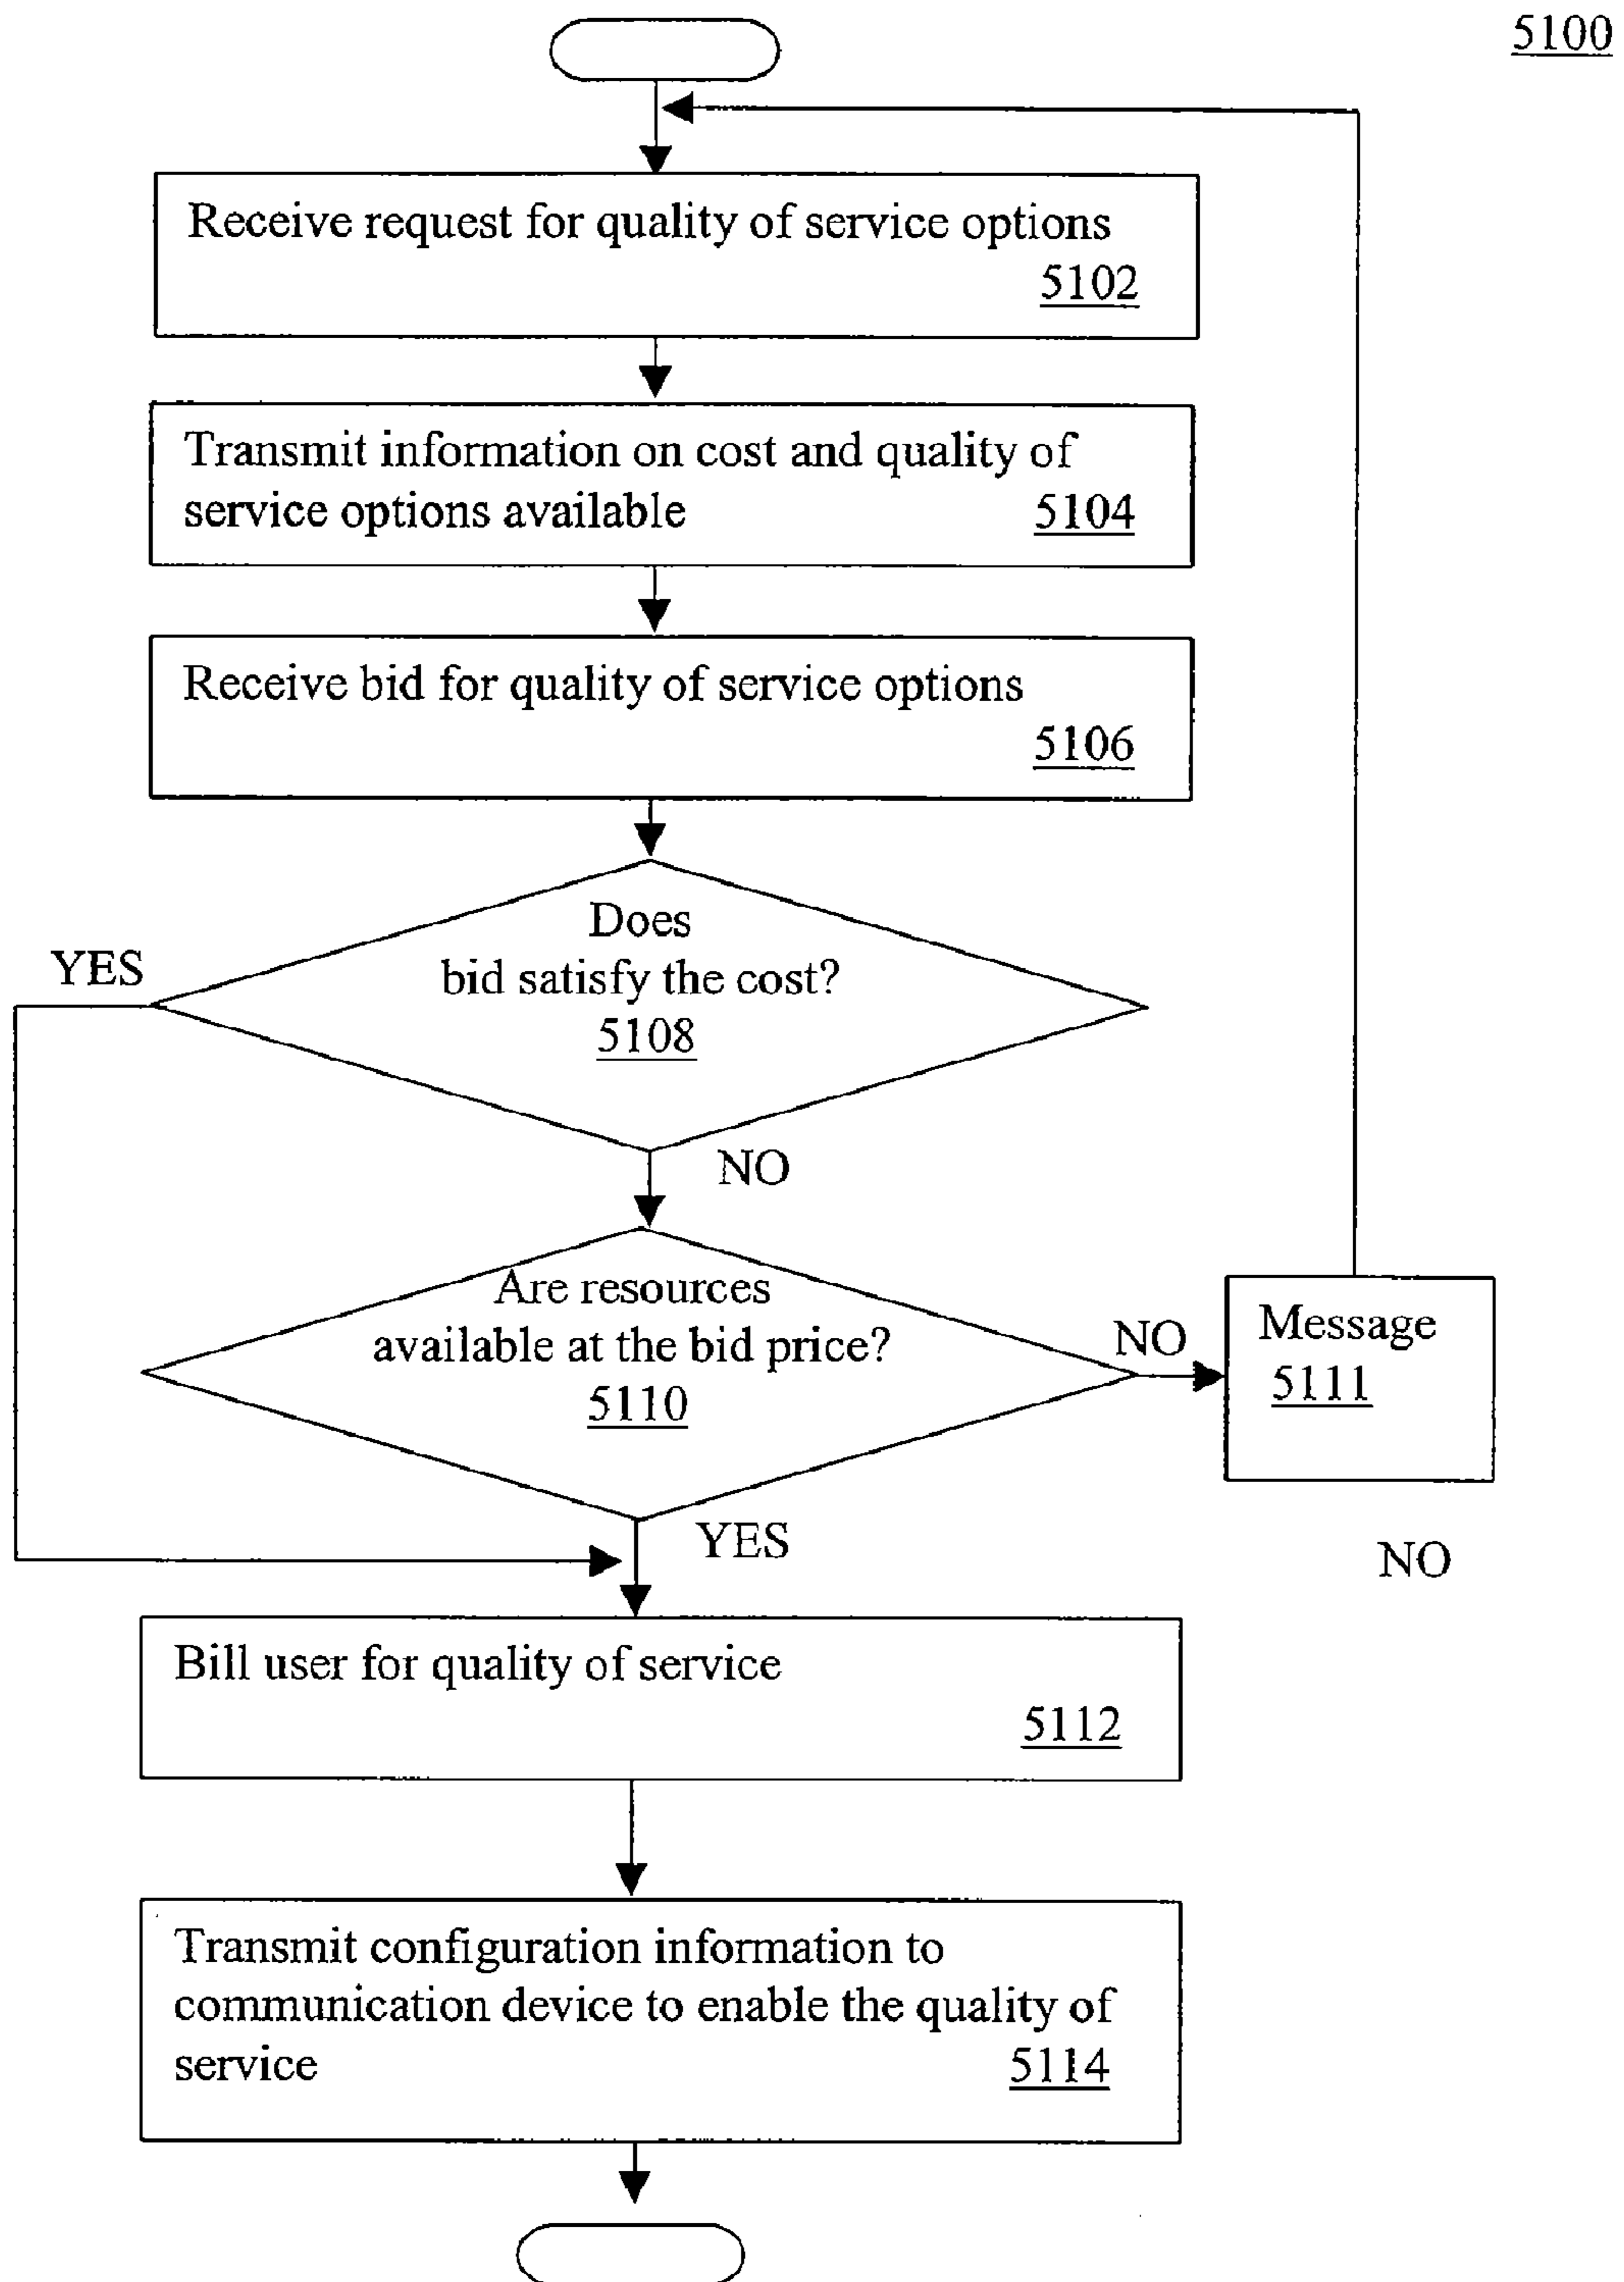 5100
Receive request for quality of service options
5102
Transmit information on cost and quality of
service options available 5104
Receive bid for quality of service options
5106
Does
bid satisfy the cost?
5108
YES
NO
Are resources
available at the bid price?
5110
NO
Message
5111
YES
NO
Bill user for quality of service
5112
Transmit configuration information to
communication device to enable the quality of
service 5114